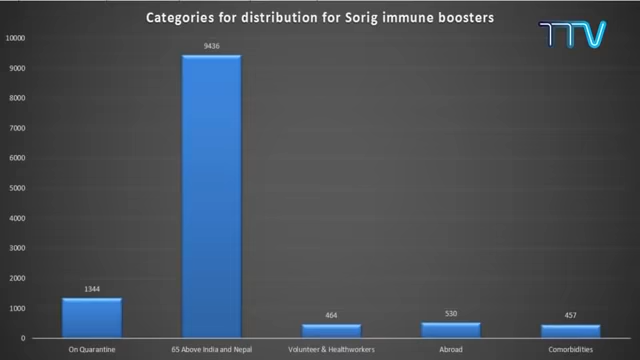 Categories for distribution for Sorig immune boosters
TTV
10000
9000
8000
7000
6000
5000
4000
3000
2000
1000
0
1344
9436
464
530
457
On Quarantine
65 Above India and Nepal
Volunteer & Healthworkers
Abroad
Comorbidities